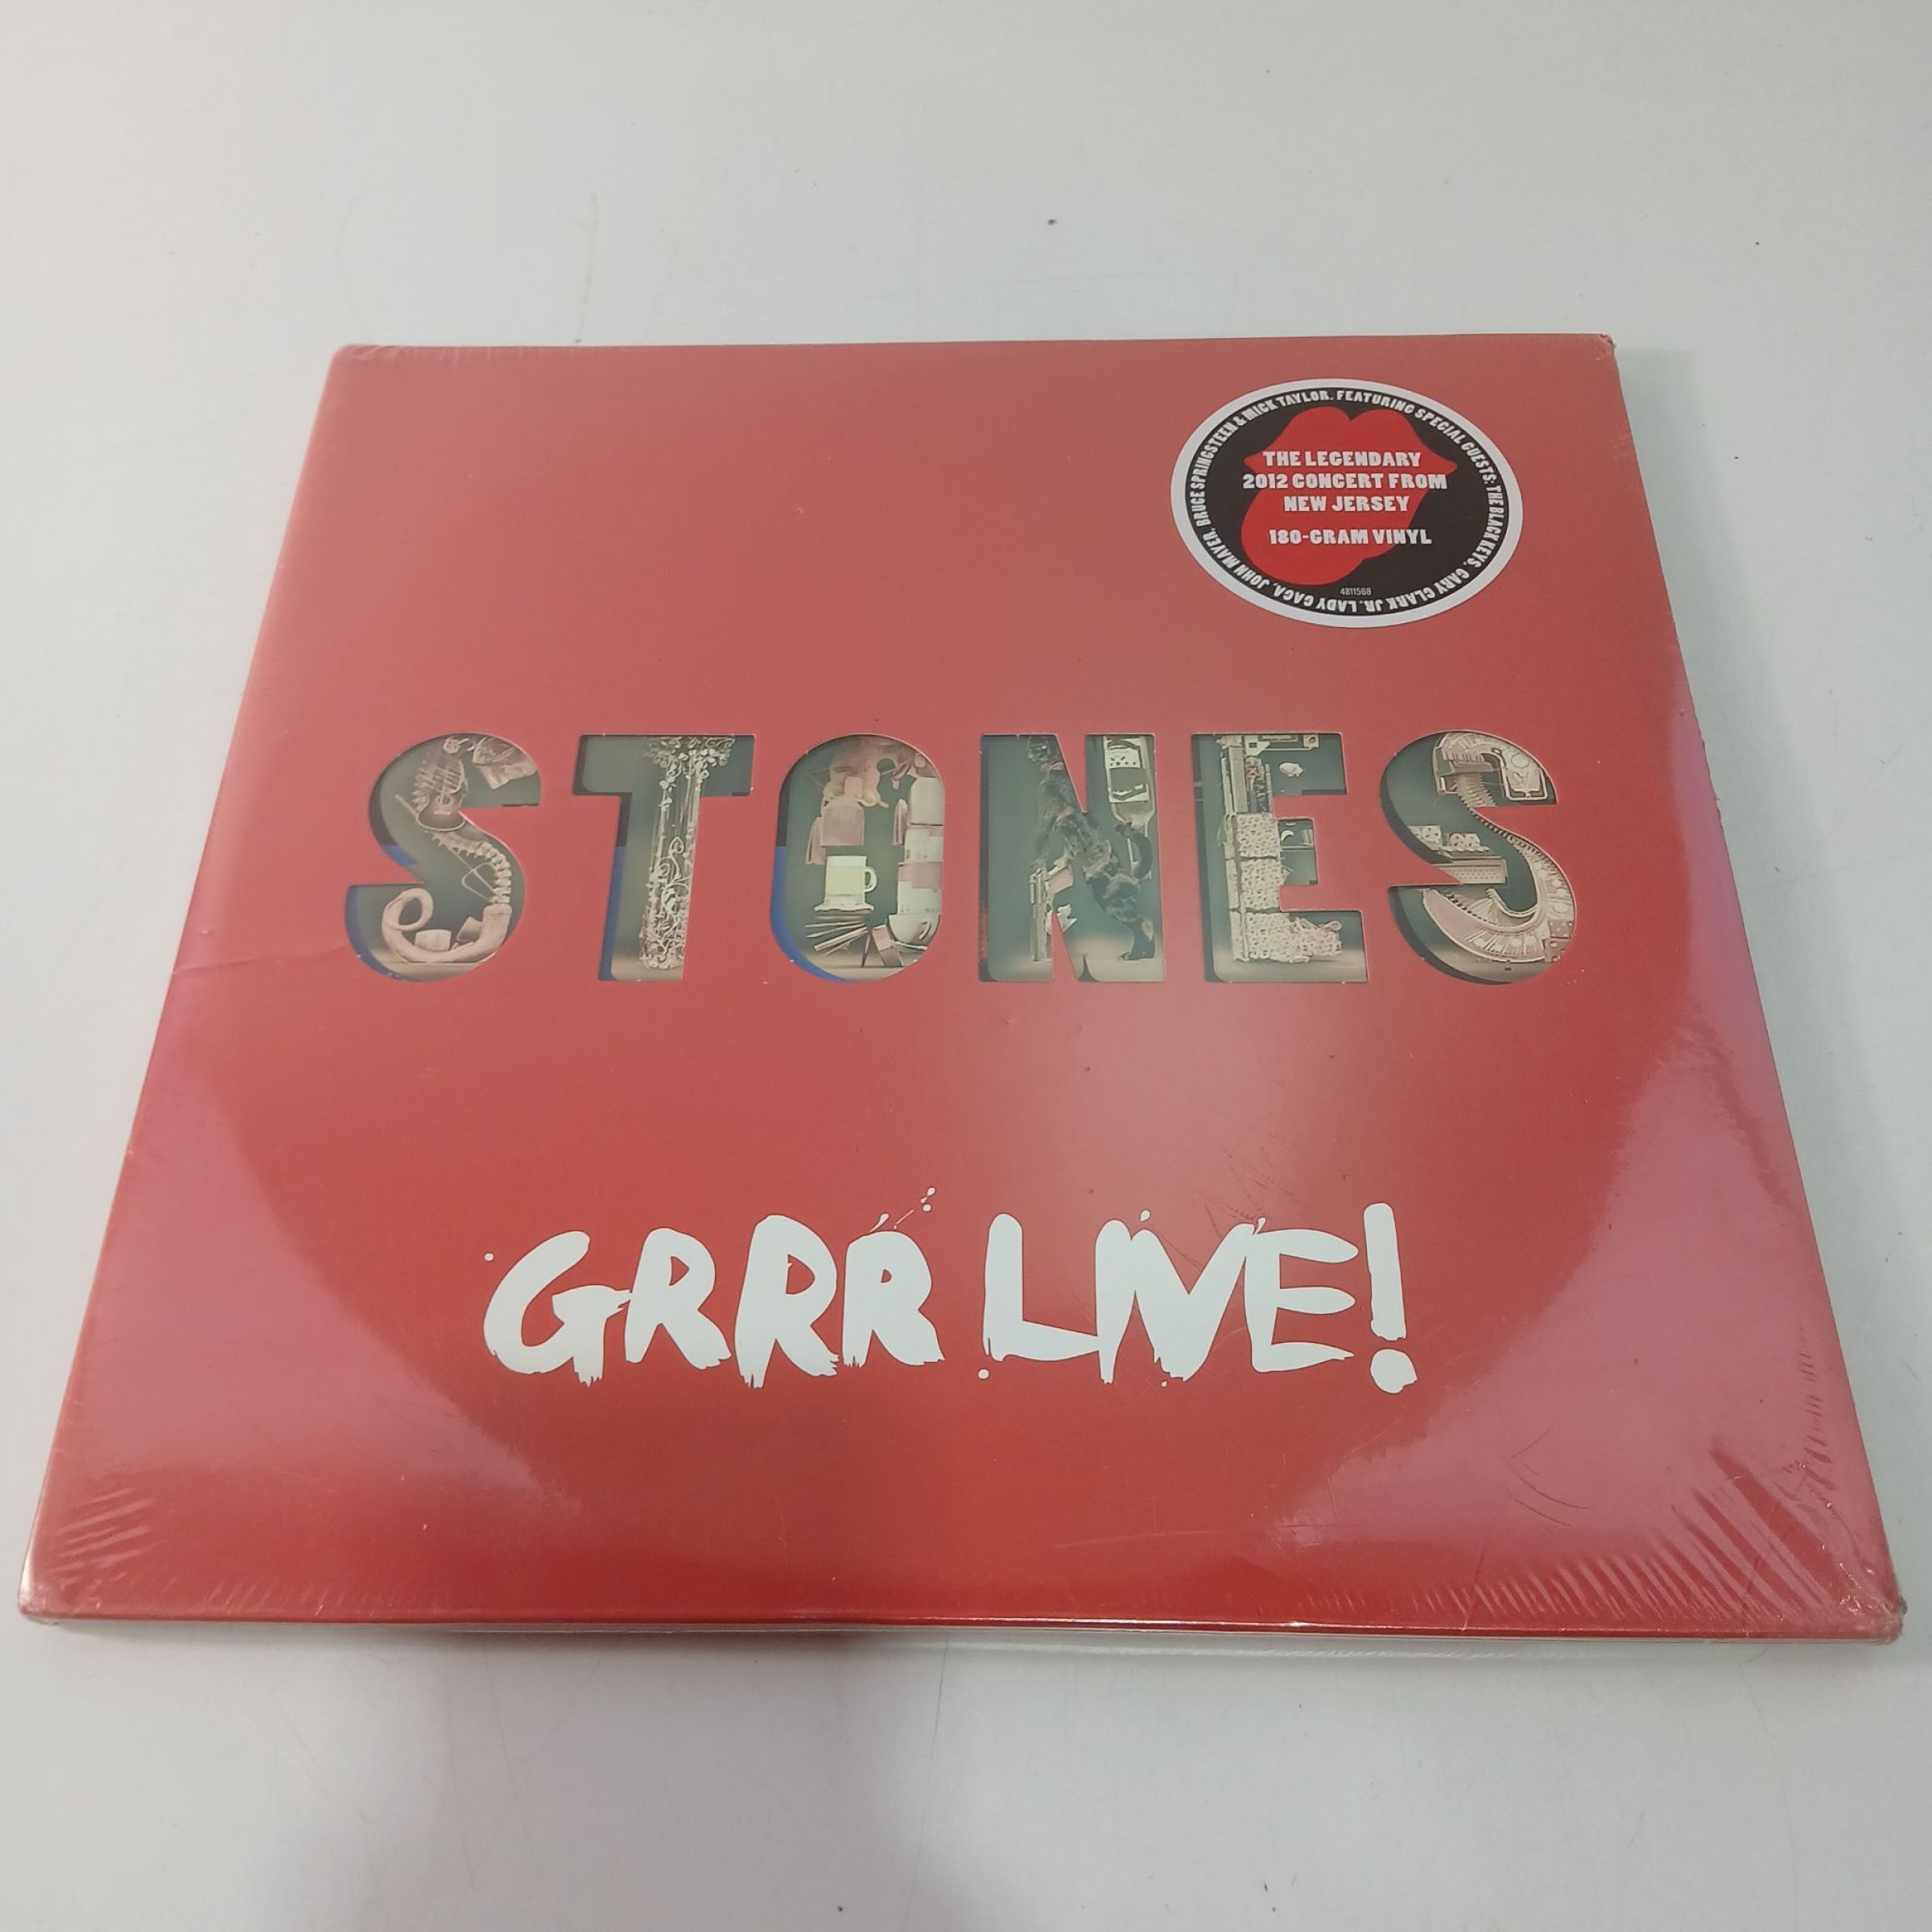 BRUCE SPRINGSTEEN & MICK TAYLOR. FEATURING SPECIAL GUESTS: THE BLACK KEYS, GARY CLARK JR. LADY GAGA, JOHN MAYER,
THE LEGENDARY
2012 CONCERT FROM
NEW JERSEY
180-GRAM VINYL
4811568
STONES
GRRR LIVE!